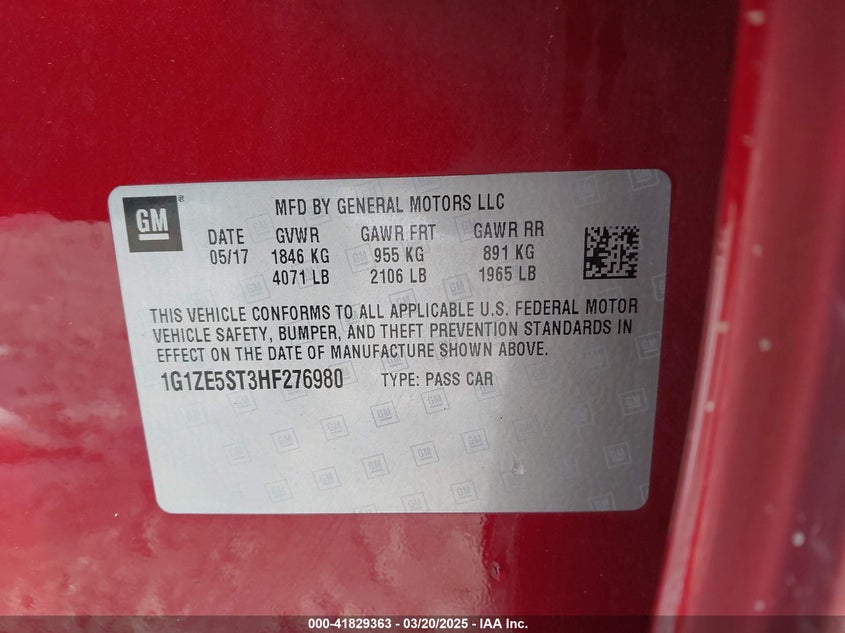 GM ®
MFD BY GENERAL MOTORS LLC
DATE GVWR GAWR FRT GAWR RR
05/17 1846 KG 955 KG 891 KG
4071 LB 2106 LB 1965 LB
THIS VEHICLE CONFORMS TO ALL APPLICABLE U.S. FEDERAL MOTOR
VEHICLE SAFETY, BUMPER, AND THEFT PREVENTION STANDARDS IN
EFFECT ON THE DATE OF MANUFACTURE SHOWN ABOVE.
1G1ZE5ST3HF276980 TYPE: PASS CAR
000-41829363 - 03/20/2025 - IAA Inc.